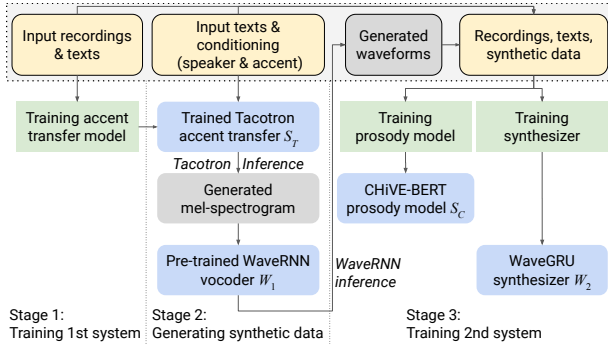 Input recordings
& texts
Input texts &
conditioning
(speaker & accent)
Generated
waveforms
Recordings, texts,
synthetic data
Training accent
transfer model
Trained Tacotron
accent transfer S_T
Training
prosody model
Training
synthesizer
Tacotron Inference
Generated
mel-spectrogram
CHiVE-BERT
prosody model S_C
Pre-trained WaveRNN
vocoder W_1
WaveRNN
inference
WaveGRU
synthesizer W_2
Stage 1:
Training 1st system
Stage 2:
Generating synthetic data
Stage 3:
Training 2nd system